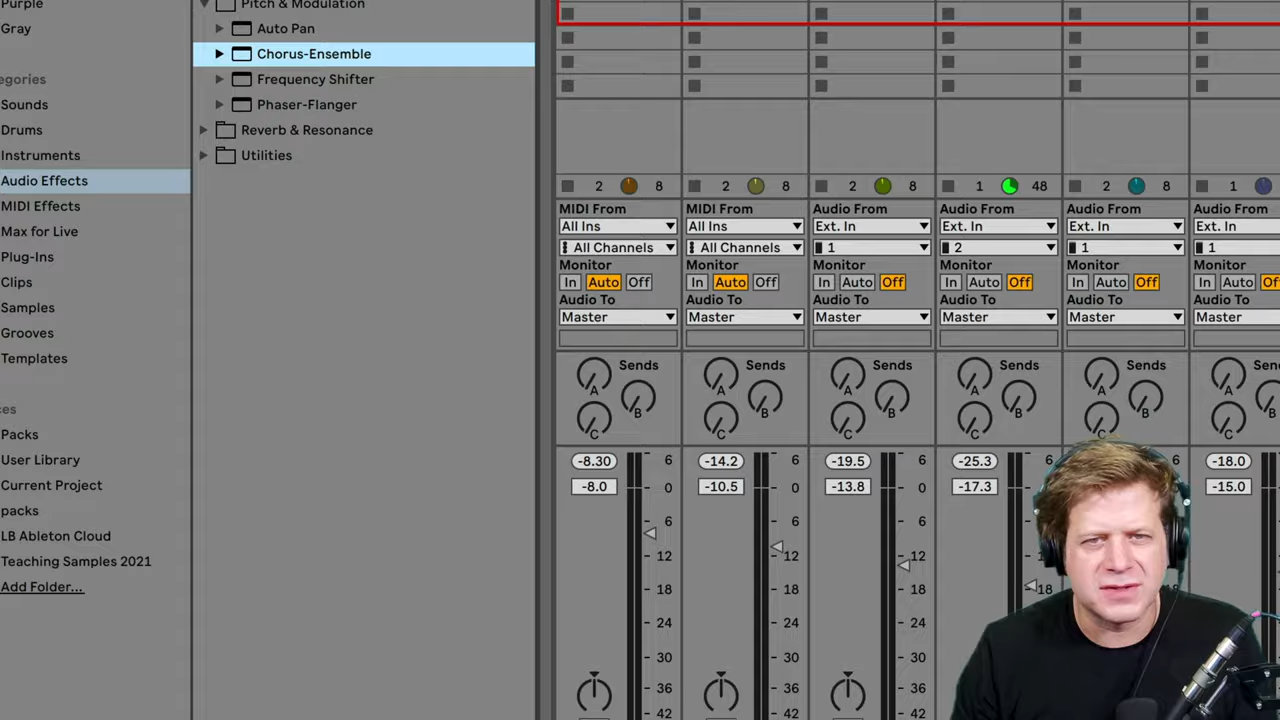 Purple
Gray
egories
Sounds
Drums
Instruments
Audio Effects
MIDI Effects
Max for Live
Plug-Ins
Clips
Samples
Grooves
Templates
ces
Packs
User Library
Current Project
packs
LB Ableton Cloud
Teaching Samples 2021
Add Folder...
Pitch & Modulation
Auto Pan
Chorus-Ensemble
Frequency Shifter
Phaser-Flanger
Reverb & Resonance
Utilities
2 8 2 8 2 8 1 48 2 8 1
MIDI From MIDI From Audio From Audio From Audio From Audio From
All Ins All Ins Ext. In Ext. In Ext. In Ext. In
All Channels All Channels 1 2 1 1
Monitor Monitor Monitor Monitor Monitor Monitor
In Auto Off In Auto Off In Auto Off In Auto Off In Auto Off In Auto Of
Audio To Audio To Audio To Audio To Audio To Audio To
Master Master Master Master Master Master
Sends Sends Sends Sends Sends Sen
A A A A A A
B B B B B B
C C C C C C
-8.30 6 -14.2 6 -19.5 6 -25.3 6 6 -18.0 6
-8.0 0 -10.5 0 -13.8 0 -17.3 0 -15.0 0
6 6 6
12 12 12
18 18 18 18
24 24 24
30 30 30
36 36 36
42 42 42